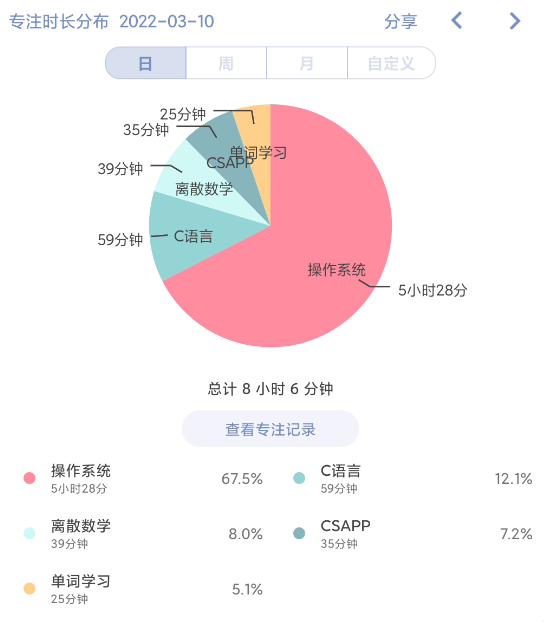 专注时长分布 2022-03-10 分享
日 周 月 自定义
25分钟
35分钟
单词学习
CSAPP
39分钟
离散数学
C语言
59分钟
操作系统
5小时28分
总计 8 小时 6 分钟
查看专注记录
操作系统 67.5%
5小时28分
C语言 12.1%
59分钟
离散数学 8.0%
39分钟
CSAPP 7.2%
35分钟
单词学习 5.1%
25分钟